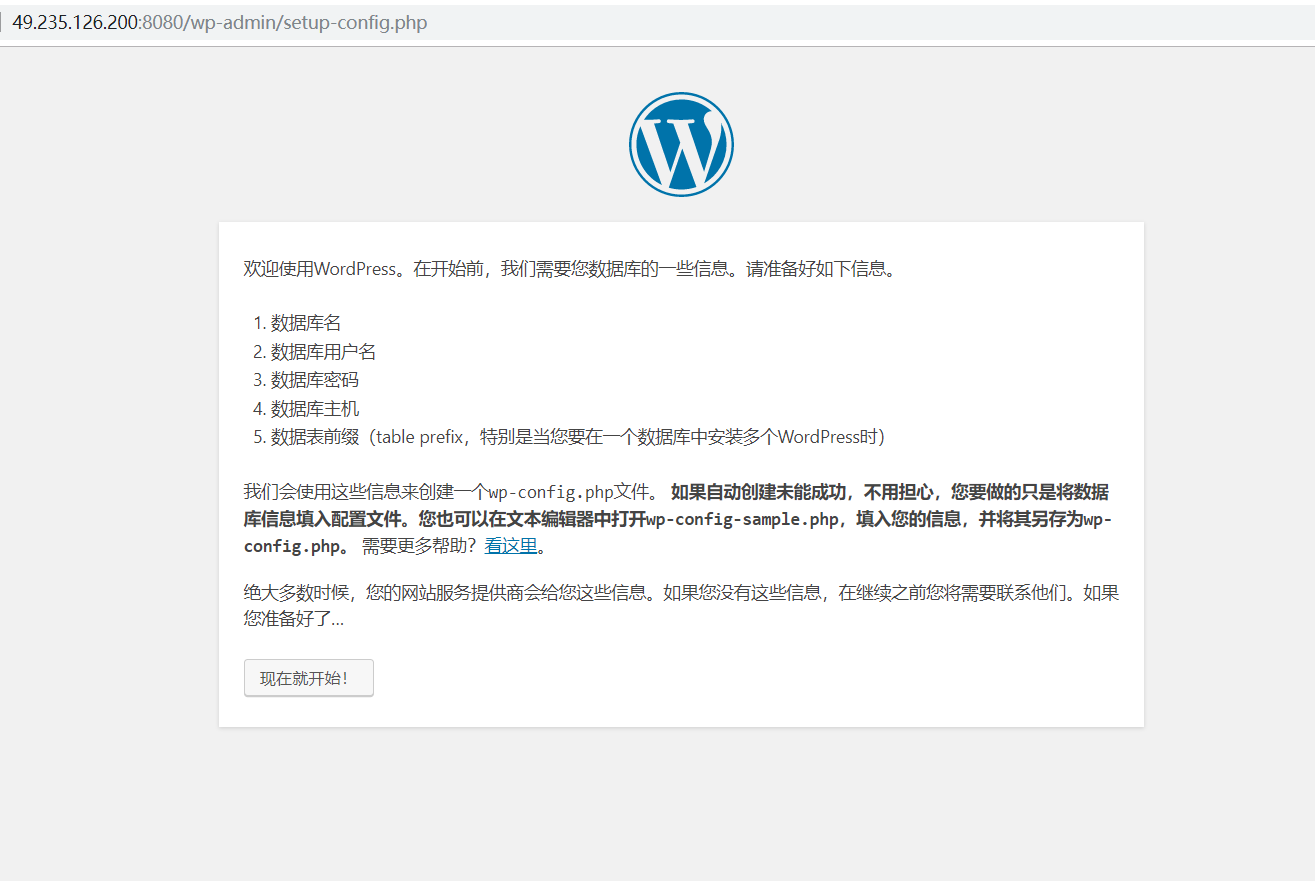 49.235.126.200:8080/wp-admin/setup-config.php
欢迎使用WordPress。在开始前，我们需要您数据库的一些信息。请准备好如下信息。
1. 数据库名
2. 数据库用户名
3. 数据库密码
4. 数据库主机
5. 数据表前缀（table prefix，特别是当您要在一个数据库中安装多个WordPress时）
我们会使用这些信息来创建一个wp-config.php文件。 如果自动创建未能成功，不用担心，您要做的只是将数据
库信息填入配置文件。您也可以在文本编辑器中打开wp-config-sample.php，填入您的信息，并将其另存为wp-
config.php。 需要更多帮助？看这里。
绝大多数时候，您的网站服务提供商会给您这些信息。如果您没有这些信息，在继续之前您将需要联系他们。如果
您准备好了...
现在就开始！